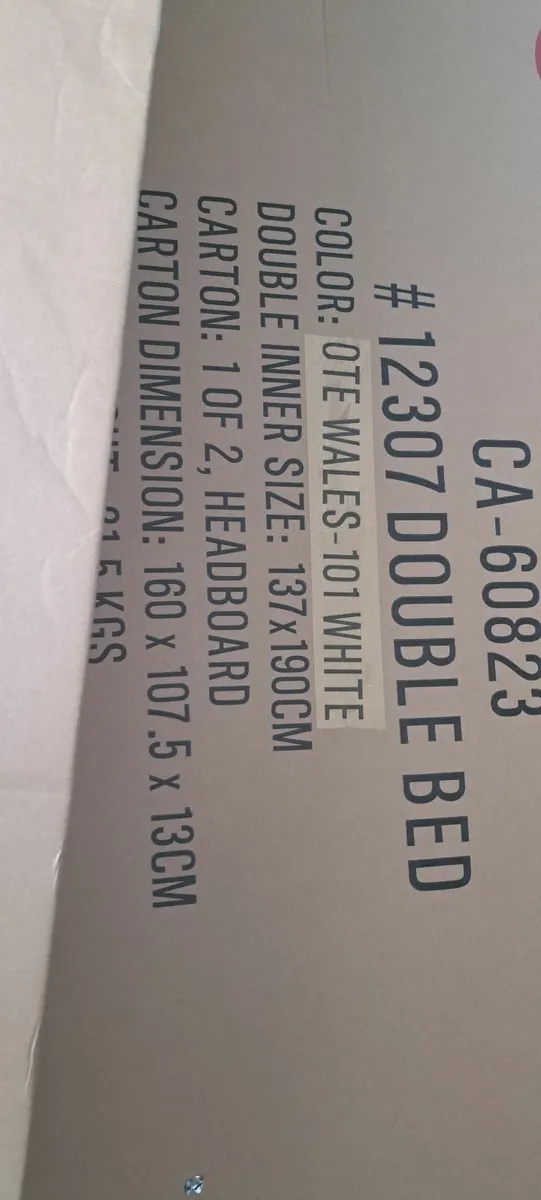 CA-60823
# 12307 DOUBLE BED
COLOR: OTE WALES-101 WHITE
DOUBLE INNER SIZE: 137x190CM
CARTON: 1 OF 2, HEADBOARD
CARTON DIMENSION: 160 x 107.5 x 13CM
KGS